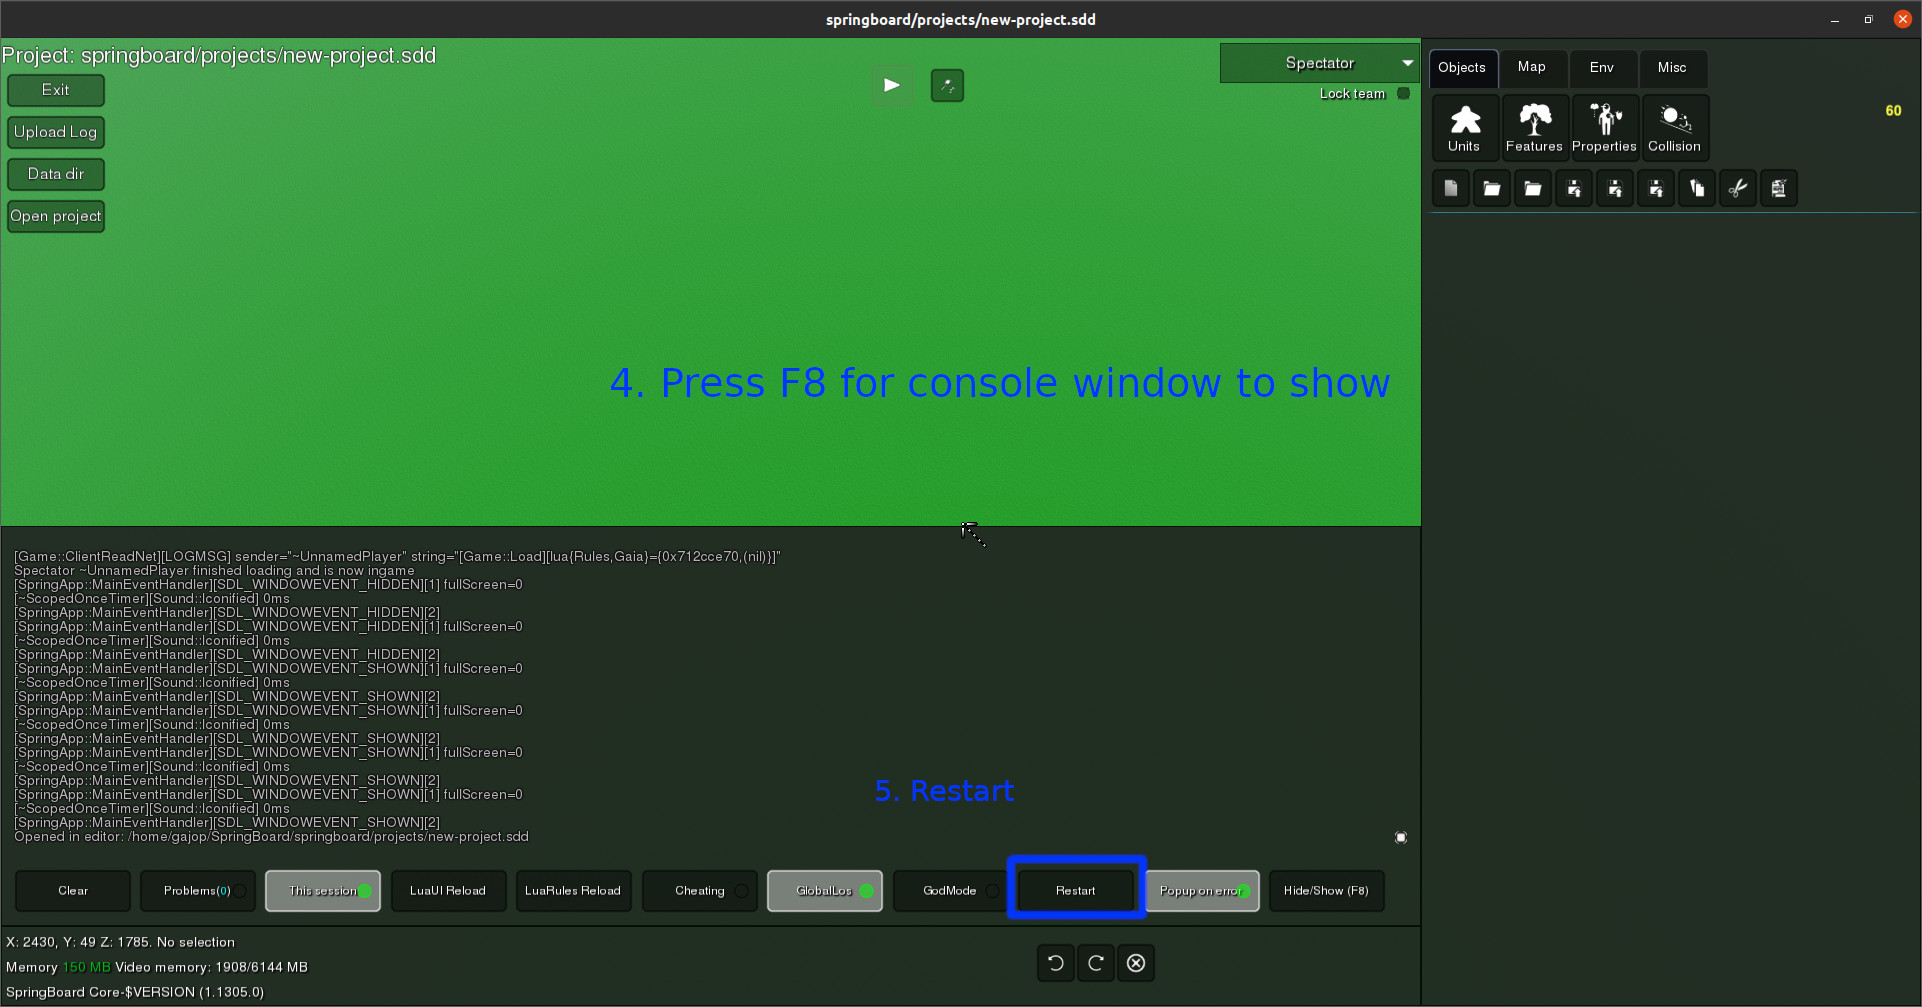 springboard/projects/new-project.sdd
Project: springboard/projects/new-project.sdd
Exit
Upload Log
Data dir
Open project
Spectator
Lock team
Objects Map Env Misc
60
Units Features Properties Collision
4. Press F8 for console window to show
[Game::ClientReadNet][LOGMSG] sender="~UnnamedPlayer" string="[Game::Load][lua{Rules,Gaia}={0x712cce70,(nil)}]"
Spectator ~UnnamedPlayer finished loading and is now ingame
[SpringApp::MainEventHandler][SDL_WINDOWEVENT_HIDDEN][1] fullScreen=0
[~ScopedOnceTimer][Sound::Iconified] 0ms
[SpringApp::MainEventHandler][SDL_WINDOWEVENT_HIDDEN][2]
[SpringApp::MainEventHandler][SDL_WINDOWEVENT_HIDDEN][1] fullScreen=0
[~ScopedOnceTimer][Sound::Iconified] 0ms
[SpringApp::MainEventHandler][SDL_WINDOWEVENT_HIDDEN][2]
[SpringApp::MainEventHandler][SDL_WINDOWEVENT_SHOWN][1] fullScreen=0
[~ScopedOnceTimer][Sound::Iconified] 0ms
[SpringApp::MainEventHandler][SDL_WINDOWEVENT_SHOWN][2]
[SpringApp::MainEventHandler][SDL_WINDOWEVENT_SHOWN][1] fullScreen=0
[~ScopedOnceTimer][Sound::Iconified] 0ms
[SpringApp::MainEventHandler][SDL_WINDOWEVENT_SHOWN][2]
[SpringApp::MainEventHandler][SDL_WINDOWEVENT_SHOWN][1] fullScreen=0
[~ScopedOnceTimer][Sound::Iconified] 0ms
[SpringApp::MainEventHandler][SDL_WINDOWEVENT_SHOWN][2]
[SpringApp::MainEventHandler][SDL_WINDOWEVENT_SHOWN][1] fullScreen=0
[~ScopedOnceTimer][Sound::Iconified] 0ms
[SpringApp::MainEventHandler][SDL_WINDOWEVENT_SHOWN][2]
Opened in editor: /home/gajop/SpringBoard/springboard/projects/new-project.sdd
5. Restart
Clear Problems(0) This session LuaUI Reload LuaRules Reload Cheating GlobalLos GodMode Restart Popup on error Hide/Show (F8)
X: 2430, Y: 49 Z: 1785. No selection
Memory 150 MB Video memory: 1908/6144 MB
SpringBoard Core-$VERSION (1.1305.0)